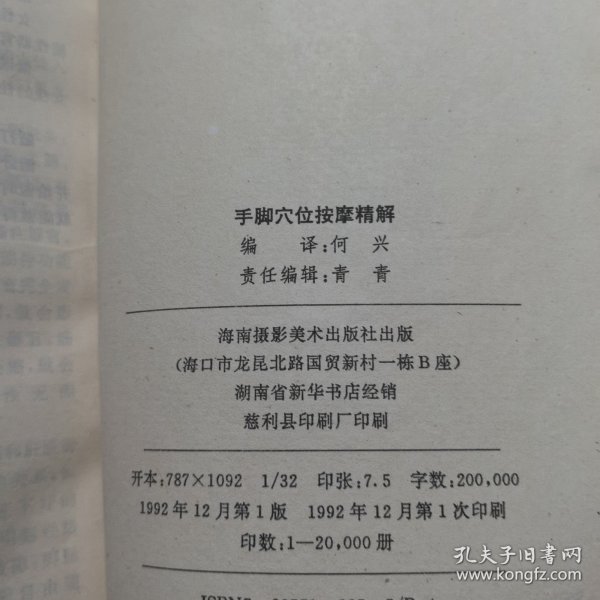 手脚穴位按摩精解
编　译:何　兴
责任编辑:青　青
海南摄影美术出版社出版
(海口市龙昆北路国贸新村一栋B座)
湖南省新华书店经销
慈利县印刷厂印刷
开本:787×1092 1/32 印张:7.5 字数:200,000
1992年12月第1版 1992年12月第1次印刷
印数:1—20,000册
孔夫子旧书网
www.kongfz.com